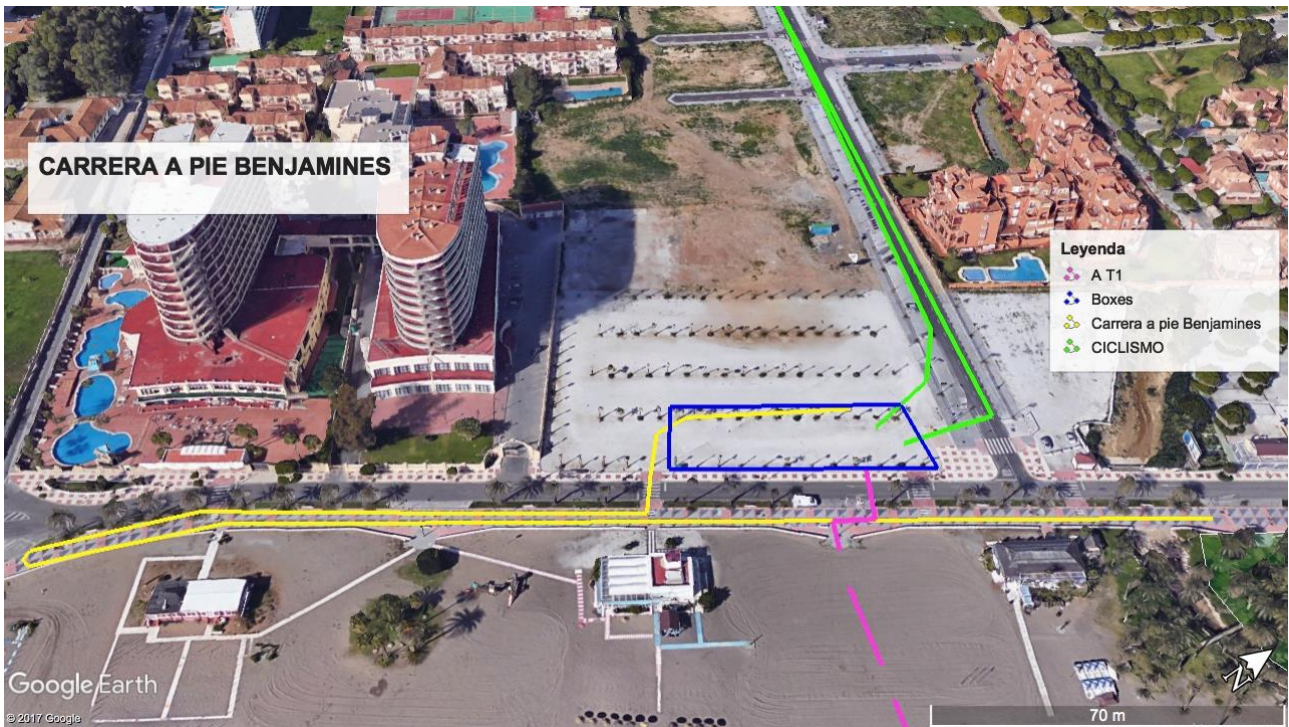 CARRERA A PIE BENJAMINES
Leyenda
A T1
Boxes
Carrera a pie Benjamines
CICLISMO
N
Google Earth
© 2017 Google
70 m